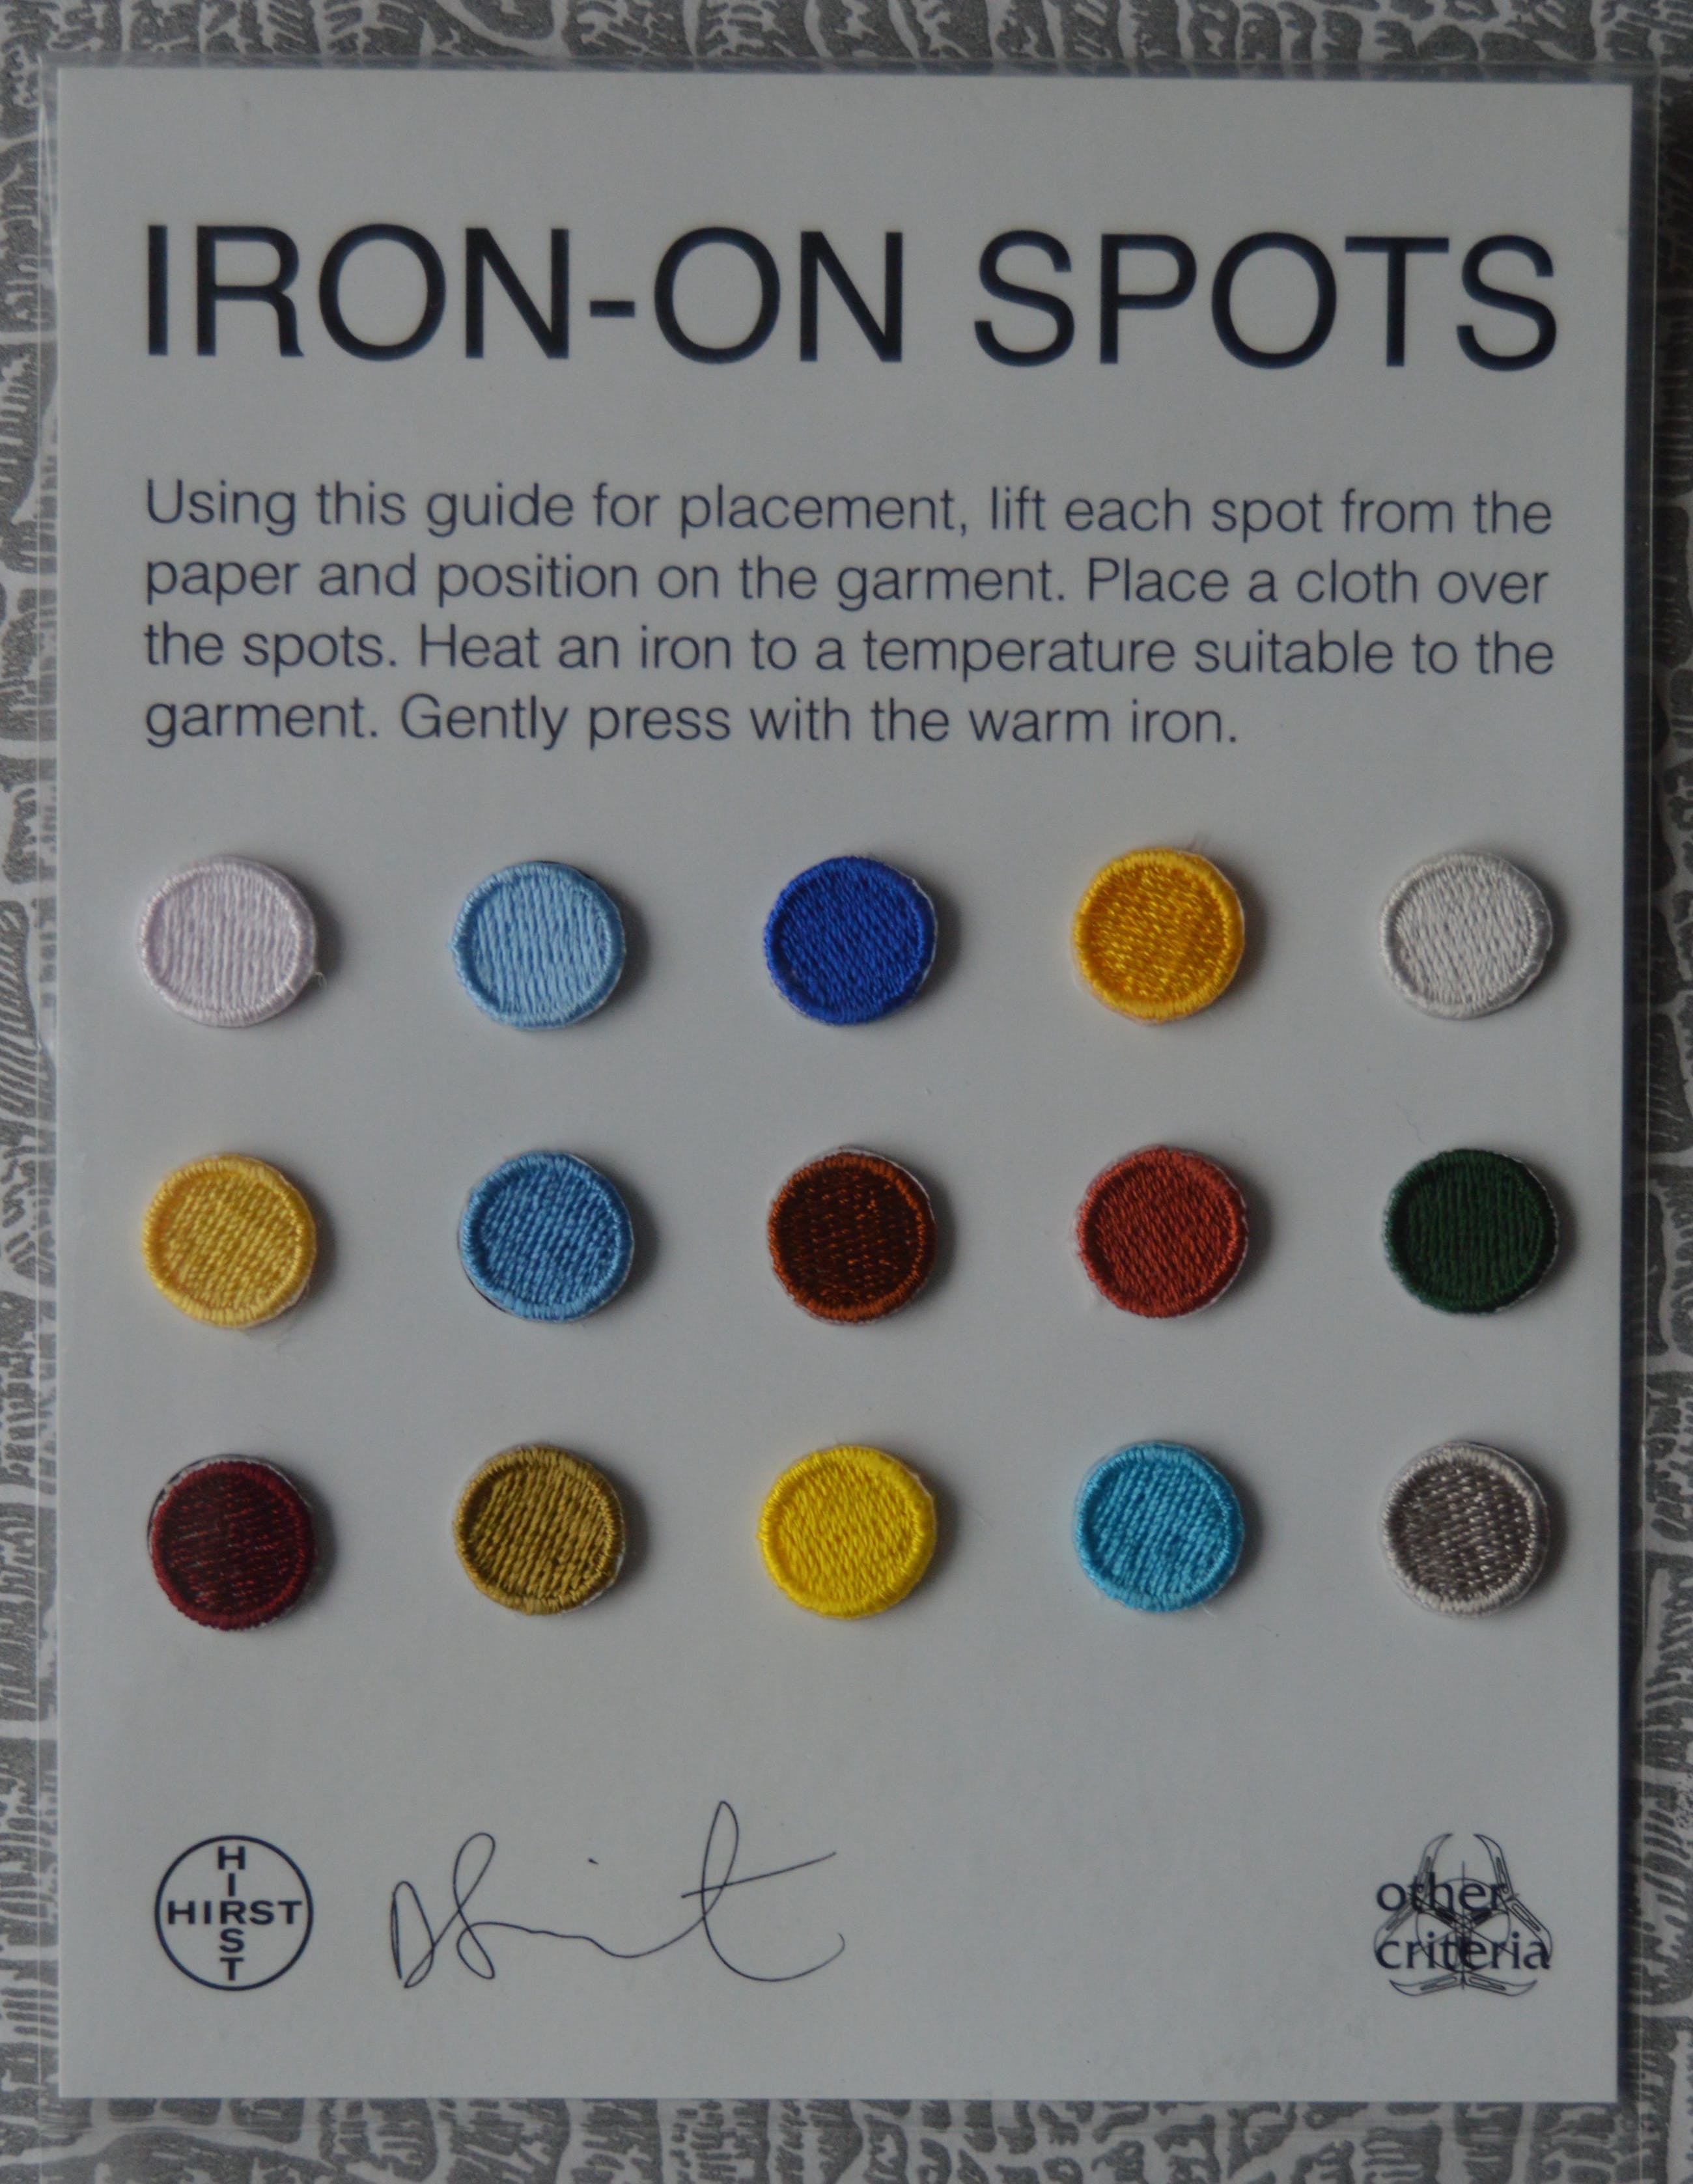 IRON-ON SPOTS
Using this guide for placement, lift each spot from the
paper and position on the garment. Place a cloth over
the spots. Heat an iron to a temperature suitable to the
garment. Gently press with the warm iron.
HIRST
HIRST
other
criteria